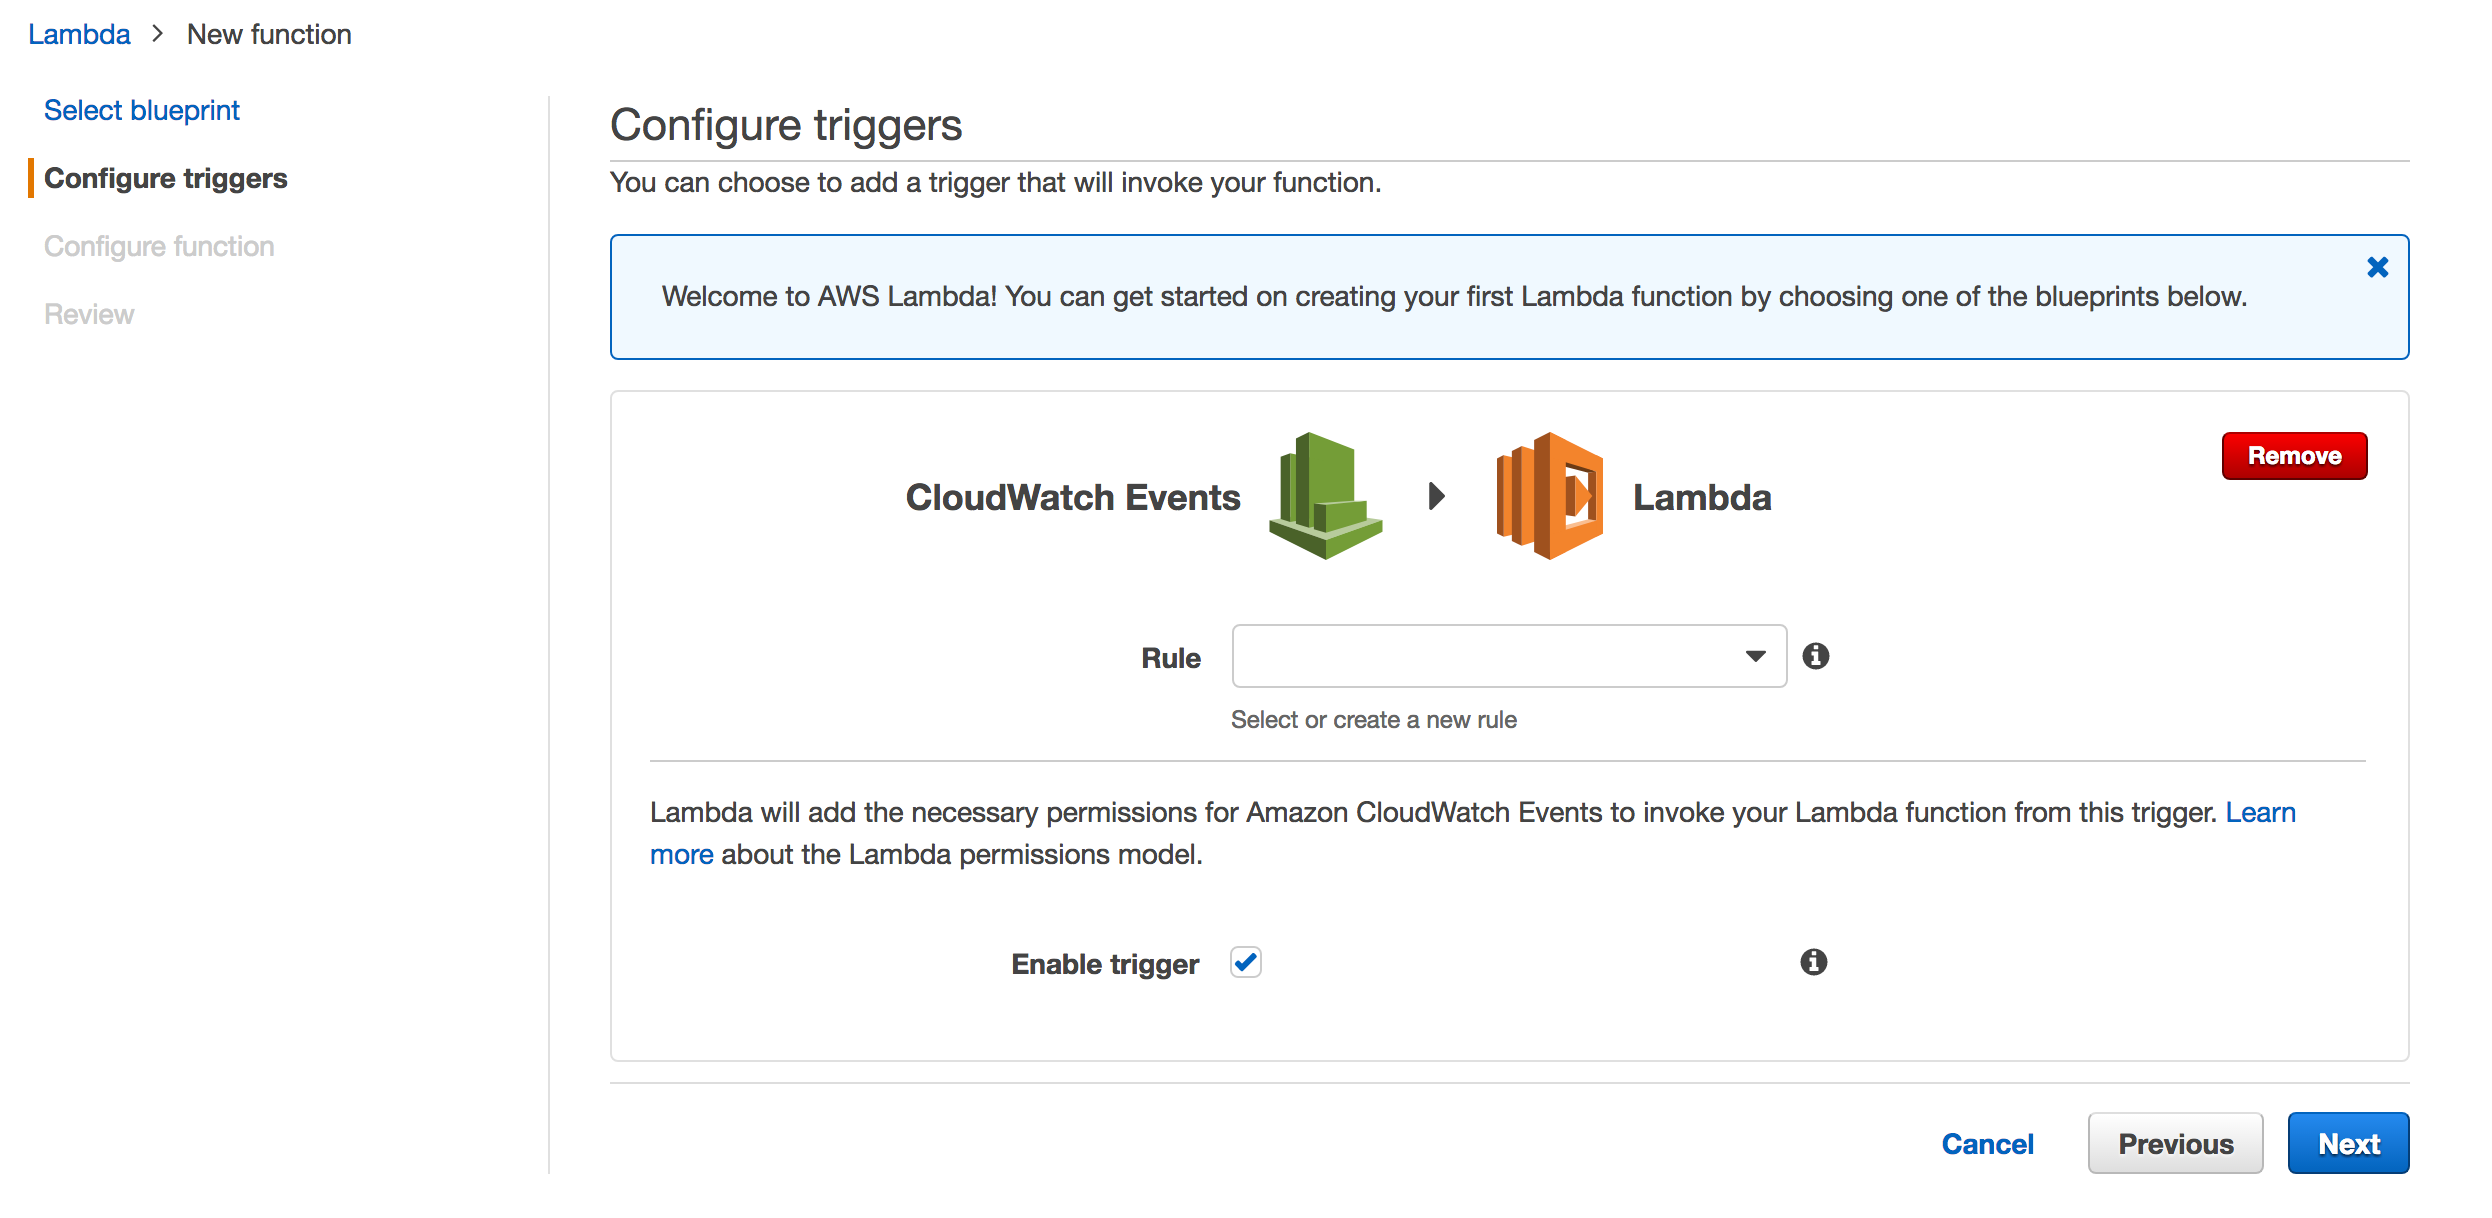 Lambda > New function
Select blueprint
Configure triggers
Configure function
Review
Configure triggers
You can choose to add a trigger that will invoke your function.
Welcome to AWS Lambda! You can get started on creating your first Lambda function by choosing one of the blueprints below.
Remove
CloudWatch Events
Lambda
Rule
Select or create a new rule
Lambda will add the necessary permissions for Amazon CloudWatch Events to invoke your Lambda function from this trigger. Learn
more about the Lambda permissions model.
Enable trigger
Cancel
Previous
Next